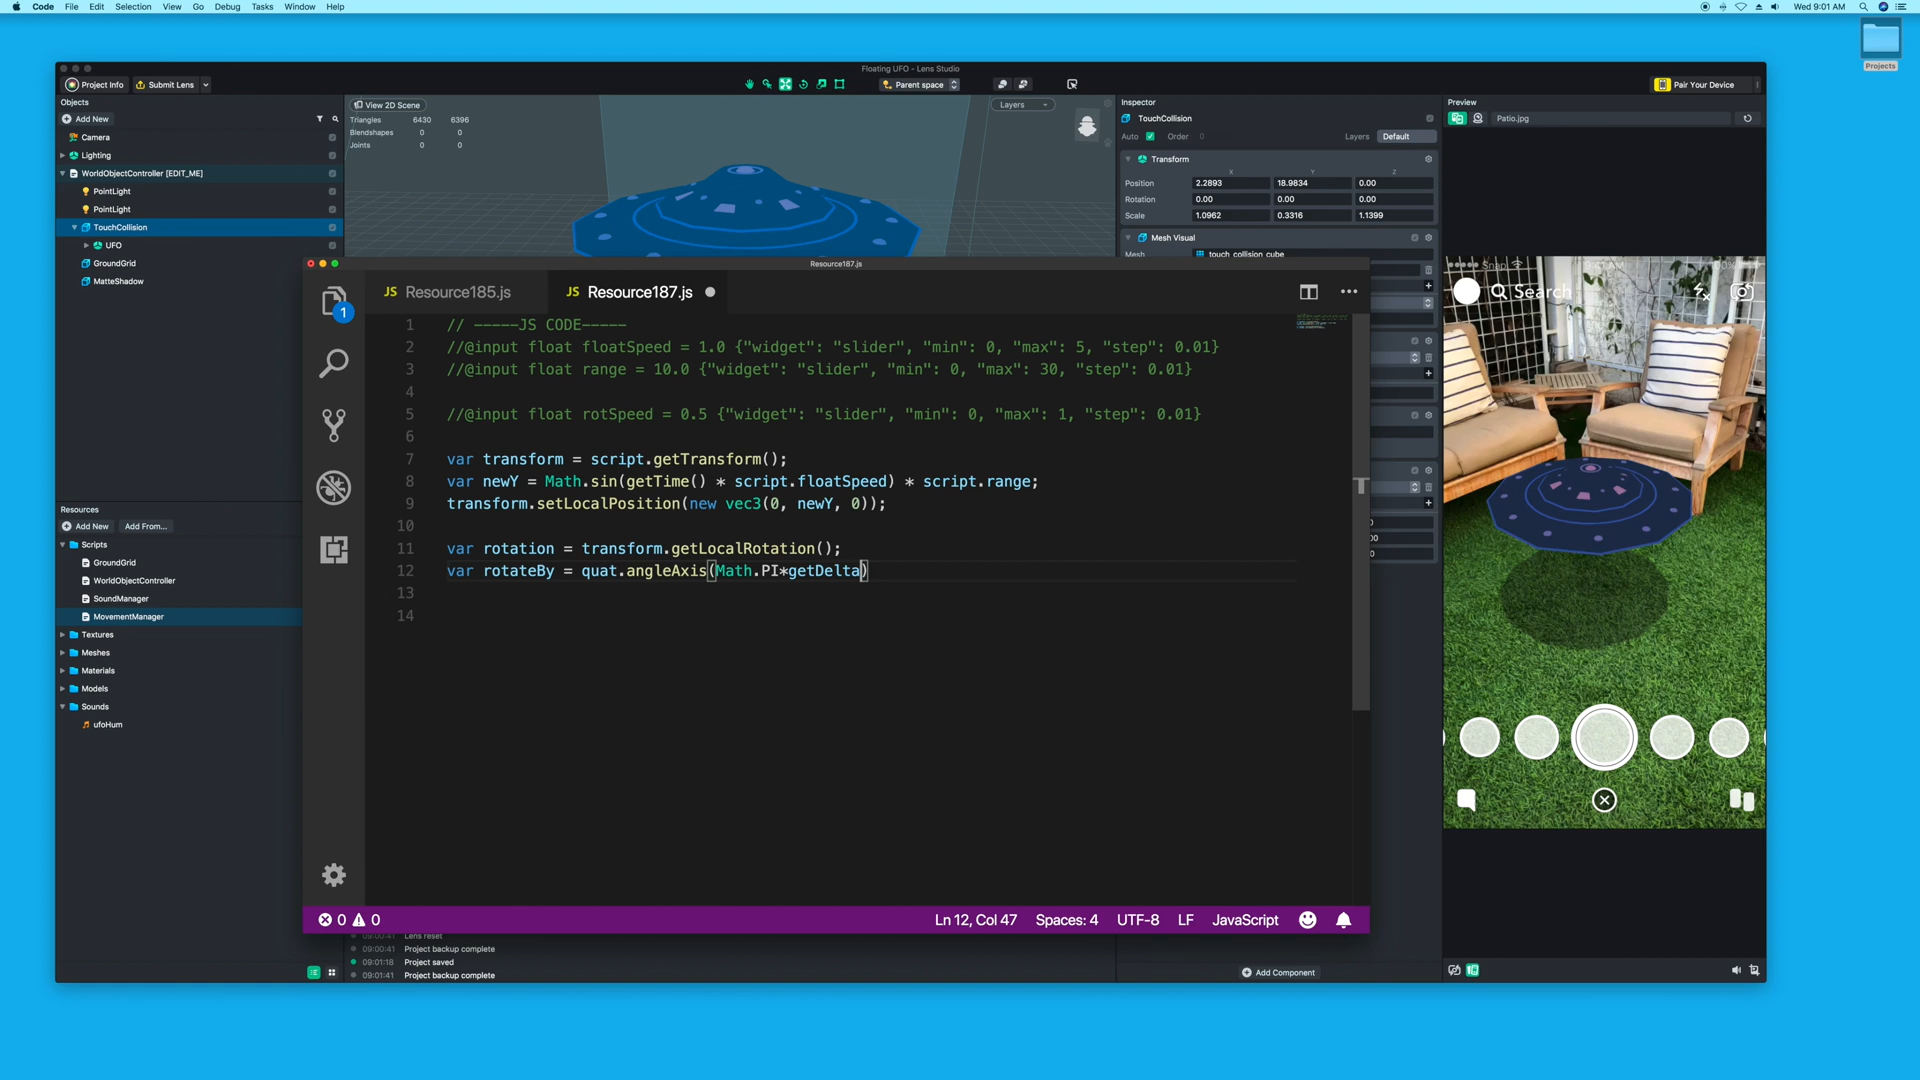 Code File Edit Selection View Go Debug Tasks Window Help
Wed 9:01 AM
Projects
Floating UFO - Lens Studio
Project Info Submit Lens Parent space Pair Your Device
Objects
Add New
Camera
Lighting
WorldObjectController [EDIT_ME]
PointLight
PointLight
TouchCollision
UFO
GroundGrid
MatteShadow
View 2D Scene
Layers
Triangles 6430 6396
Blendshapes 0 0
Joints 0 0
Inspector
TouchCollision
Auto Order 0 Layers Default
Transform
X Y Z
Position 2.2893 18.9834 0.00
Rotation 0.00 0.00 0.00
Scale 1.0962 0.3316 1.1399
Mesh Visual
Mesh touch collision cube
Preview
Patio.jpg
Snap
Search
Resource187.js
1
JS Resource185.js
JS Resource187.js
1 // -----JS CODE-----
2 //@input float floatSpeed = 1.0 {"widget": "slider", "min": 0, "max": 5, "step": 0.01}
3 //@input float range = 10.0 {"widget": "slider", "min": 0, "max": 30, "step": 0.01}
4
5 //@input float rotSpeed = 0.5 {"widget": "slider", "min": 0, "max": 1, "step": 0.01}
6
7 var transform = script.getTransform();
8 var newY = Math.sin(getTime() * script.floatSpeed) * script.range;
9 transform.setLocalPosition(new vec3(0, newY, 0));
10
11 var rotation = transform.getLocalRotation();
12 var rotateBy = quat.angleAxis(Math.PI*getDelta)
13
14
0 0
Ln 12, Col 47 Spaces: 4 UTF-8 LF JavaScript
Resources
Add New Add From...
Scripts
GroundGrid
WorldObjectController
SoundManager
MovementManager
Textures
Meshes
Materials
Models
Sounds
ufoHum
09:00:41 Lens reset
09:00:41 Project backup complete
09:01:18 Project saved
09:01:41 Project backup complete
Add Component